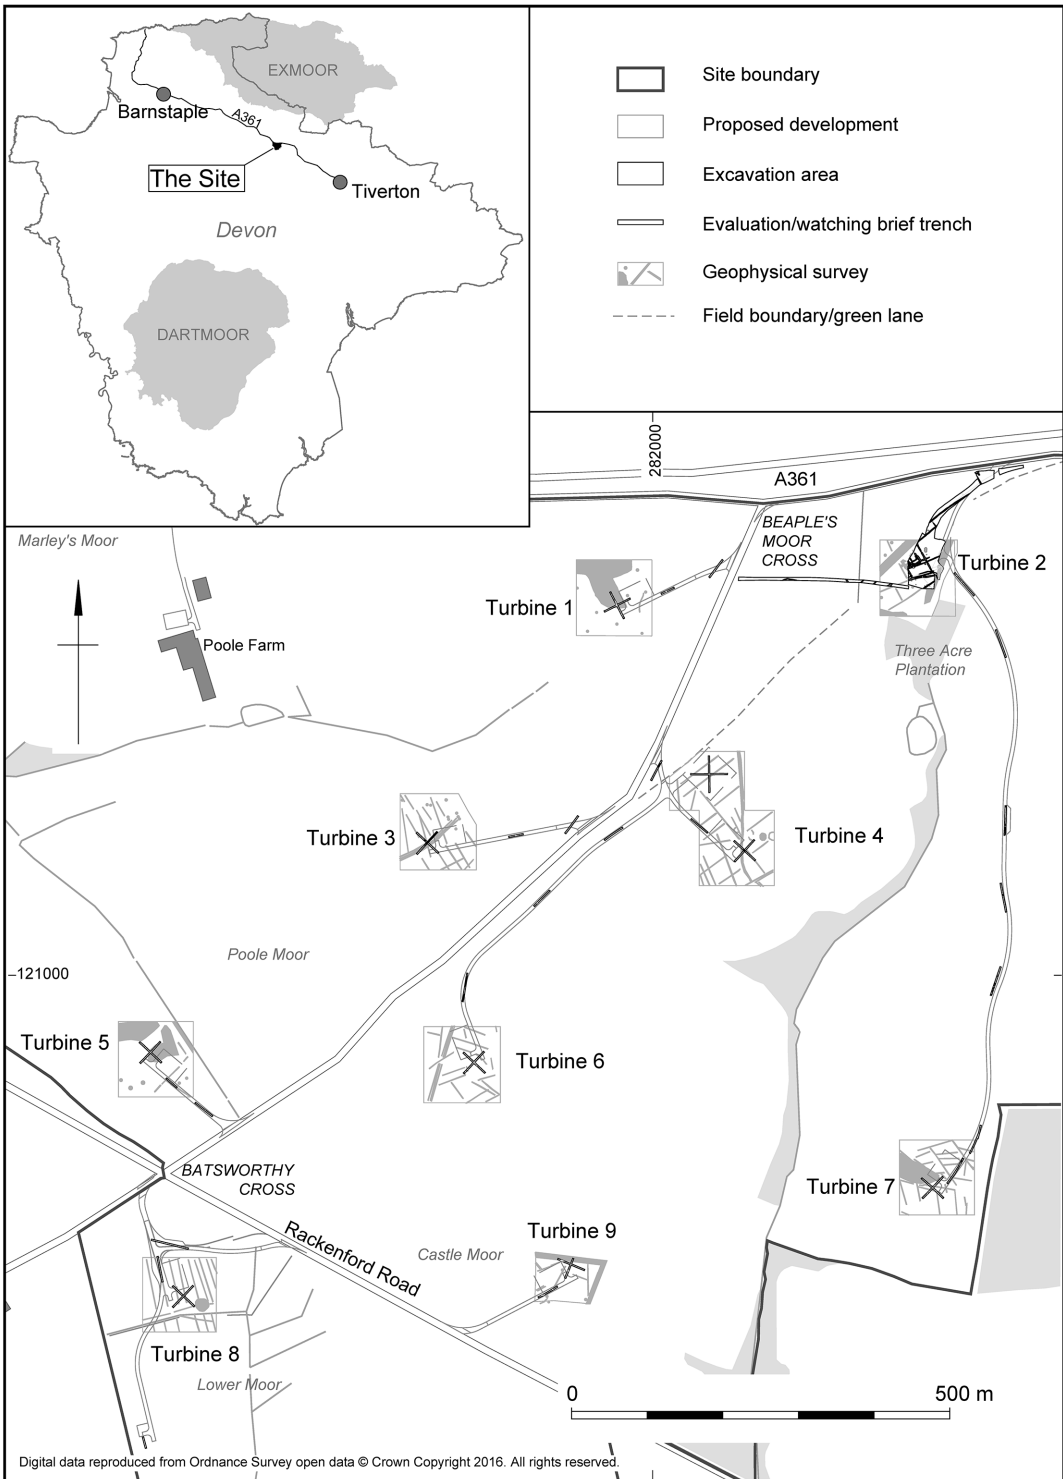 EXMOOR
Barnstaple
A361
The Site
Tiverton
Devon
DARTMOOR
Site boundary
Proposed development
Excavation area
Evaluation/watching brief trench
Geophysical survey
Field boundary/green lane
282000
A361
Marley's Moor
BEAPLE'S
MOOR
CROSS
Turbine 2
Turbine 1
Poole Farm
Three Acre
Plantation
Turbine 3
Turbine 4
Poole Moor
121000
Turbine 5
Turbine 6
BATSWORTHY
CROSS
Turbine 7
Rackenford Road
Castle Moor
Turbine 9
Turbine 8
Lower Moor
0
500 m
Digital data reproduced from Ordnance Survey open data © Crown Copyright 2016. All rights reserved.